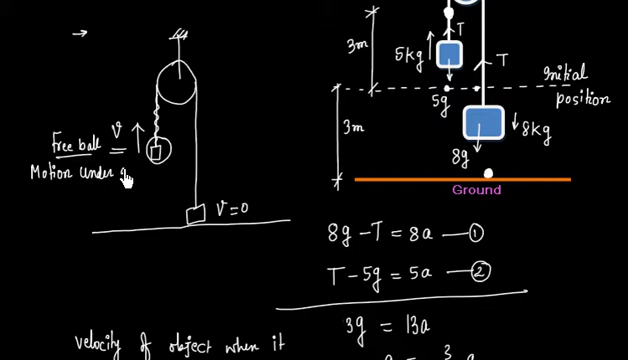 3m
T
5kg
T
5g
Initial
position
3m
8kg
8g
Ground
Free ball V
Motion Under g
V=0
8g-T = 8a —①
T-5g = 5a —②
3g = 13a
velocity of object when it